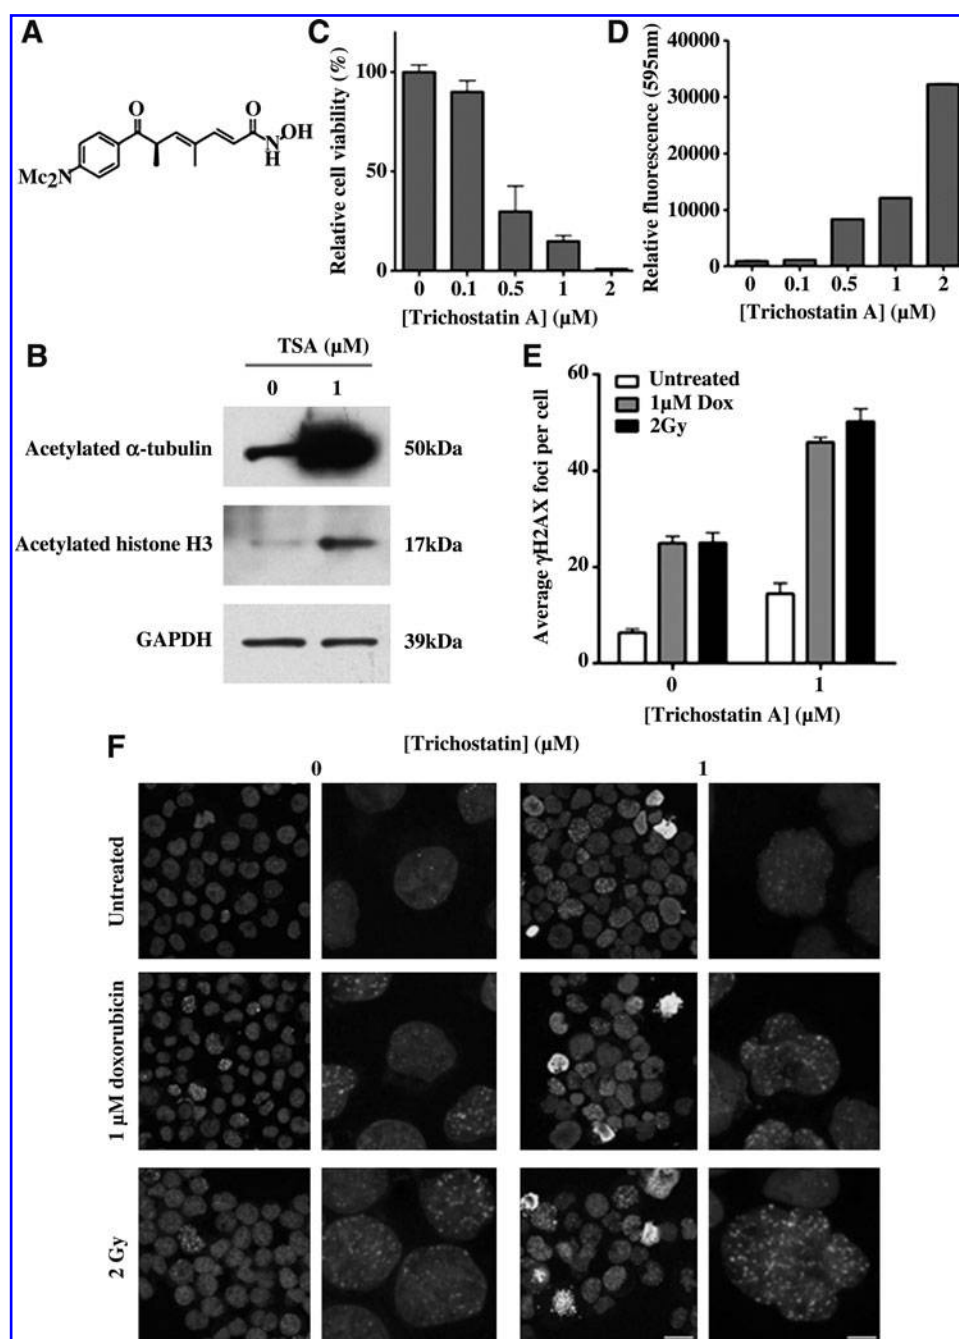 A
O
O
N
H
OH
Mc2N
B
TSA (µM)
0 1
Acetylated α-tubulin 50kDa
Acetylated histone H3 17kDa
GAPDH 39kDa
C
Relative cell viability (%)
100
50
0
0 0.1 0.5 1 2
[Trichostatin A] (µM)
D
Relative fluorescence (595nm)
40000
30000
20000
10000
0
0 0.1 0.5 1 2
[Trichostatin A] (µM)
E
Untreated
1µM Dox
2Gy
Average γH2AX foci per cell
60
40
20
0
0 1
[Trichostatin A] (µM)
F
[Trichostatin] (µM)
0 1
Untreated
1 µM doxorubicin
2 Gy